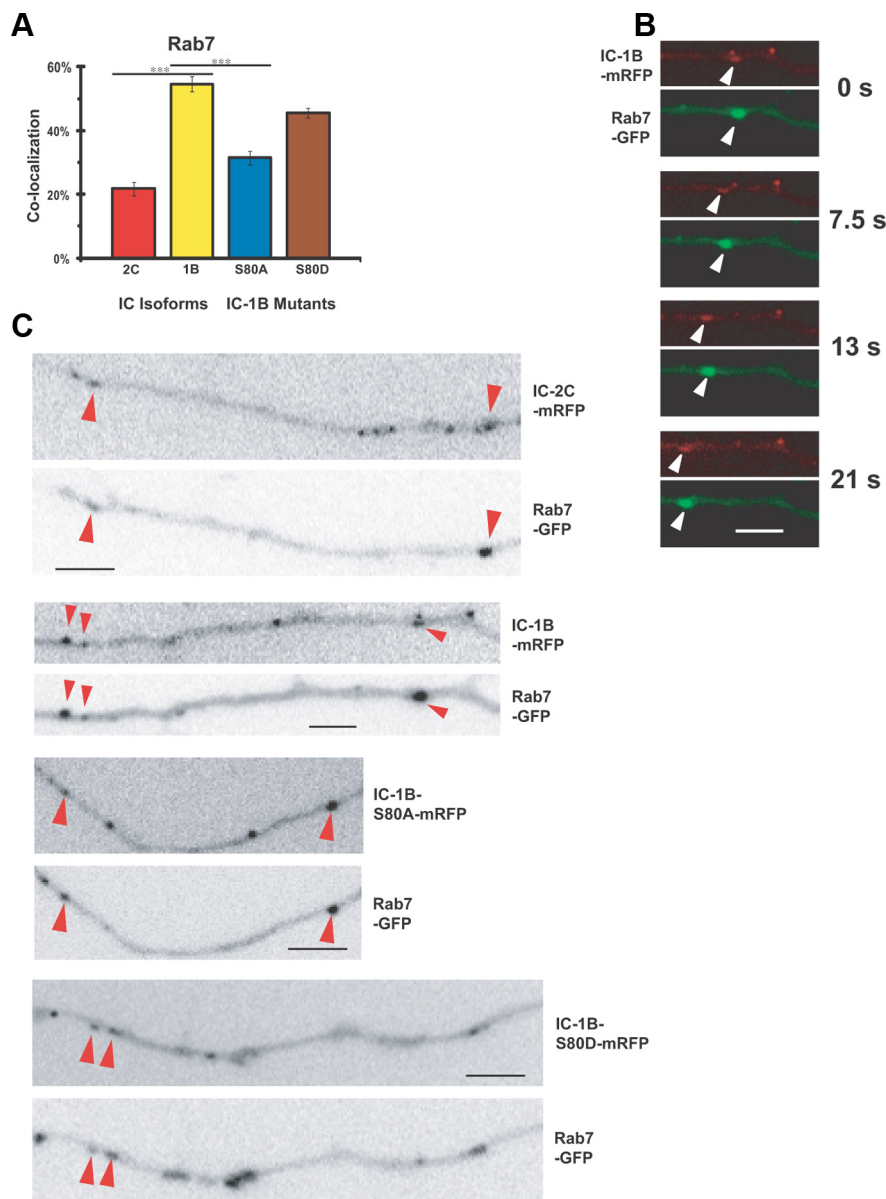 A
Rab7
***
***
60%
40%
20%
0%
Co-localization
2C
1B
S80A
S80D
IC Isoforms
IC-1B Mutants
B
IC-1B
-mRFP
Rab7
-GFP
0 s
7.5 s
13 s
21 s
C
IC-2C
-mRFP
Rab7
-GFP
IC-1B
-mRFP
Rab7
-GFP
IC-1B-
S80A-mRFP
Rab7
-GFP
IC-1B-
S80D-mRFP
Rab7
-GFP